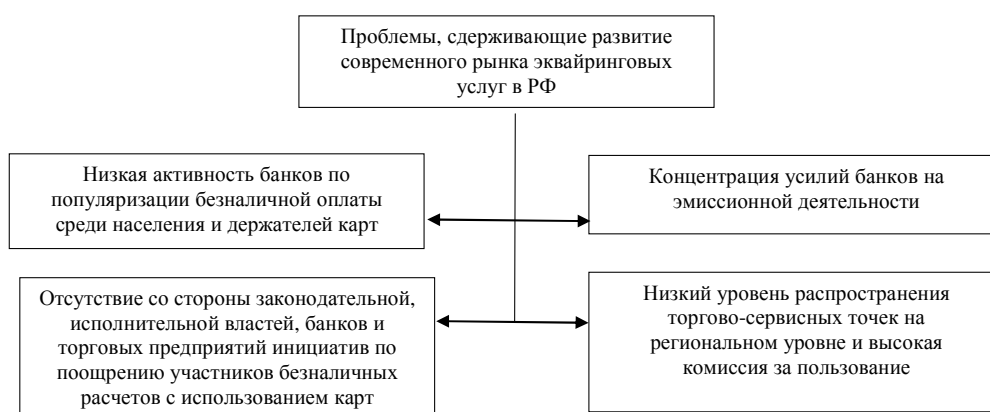 Проблемы, сдерживающие развитие
современного рынка эквайринговых
услуг в РФ
Низкая активность банков по
популяризации безналичной оплаты
среди населения и держателей карт
Концентрация усилий банков на
эмиссионной деятельности
Отсутствие со стороны законодательной,
исполнительной властей, банков и
торговых предприятий инициатив по
поощрению участников безналичных
расчетов с использованием карт
Низкий уровень распространения
торгово-сервисных точек на
региональном уровне и высокая
комиссия за пользование